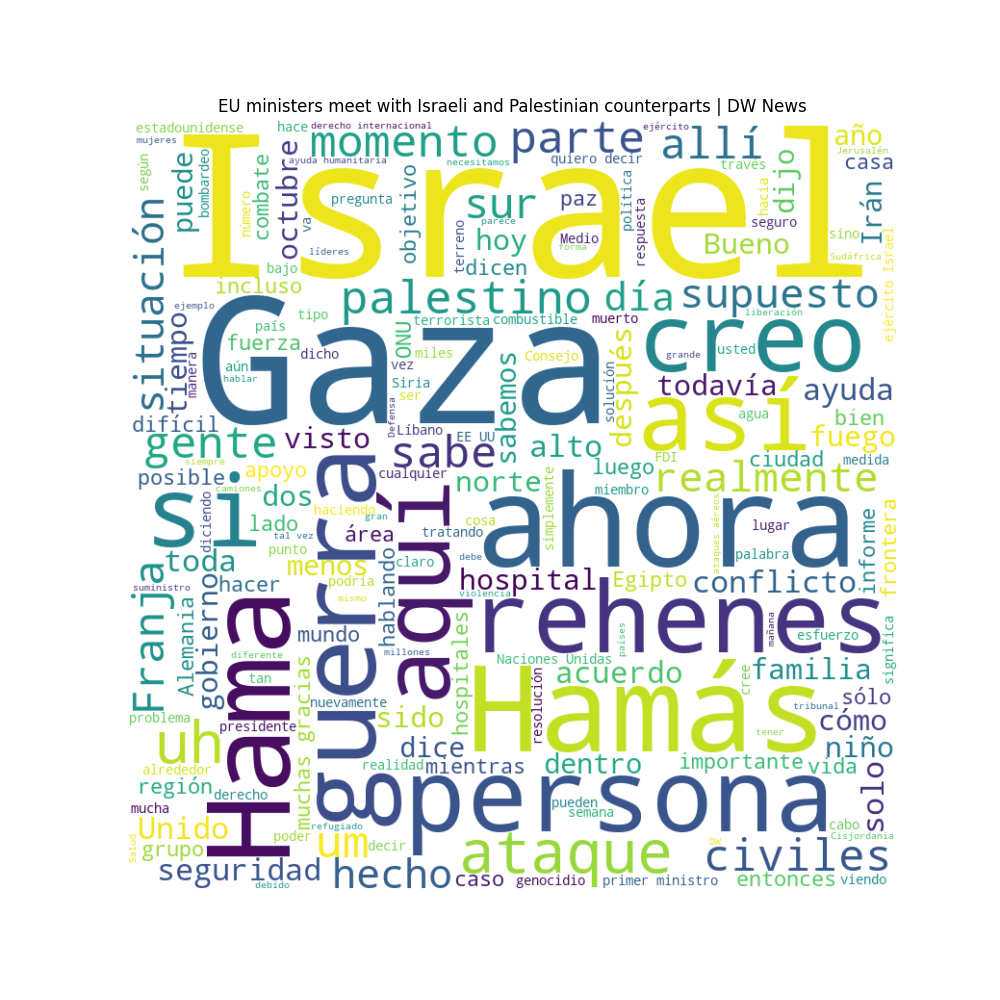 EU ministers meet with Israeli and Palestinian counterparts | DW News
estadounidense
hace
derecho internacional
ejército
mujeres
momento
parte
allí
año
Jerusalén
según
puede
bombardeo
combate
octubre
ayuda humanitaria
necesitamos
quiero decir
través
dijo
casa
Israel
número
va
pregunta
objetivo
sur
paz
política
respuesta
hacia
seguro
Irán
situación
líderes
parece
terreno
hoy
Medio
forma
Bueno
sino
Sudáfrica
ejército Israel
bajo
dicen
incluso
palestino
día
supuesto
ejemplo
tiempo
país
tipo
Gaza
ONU
terrorista
combustible
muerto
liberación
creo
fuerza
manera
aún
dicho
vez
miles
sabemos
Consejo
solución
después
grande
usted
hablar
Siria
ser
todavía
ayuda
difícil
Defensa
Líbano
EE UU
así
agua
bien
gente
visto
sabe
alto
fuego
siempre
cualquier
luego
FDI
ciudad
medida
posible
apoyo
norte
miembro
realmente
si
camiones
dos
guerra
aquí
simplemente
ahora
ataques aéreos
frontera
diciendo
haciendo
gran
cosa
lado
tal vez
área
tratando
lugar
informe
toda
punto
claro
debe
palabra
menos
hablando
Franja
suministro
gobierno
hacer
podría
hospital
Egipto
conflicto
Alemania
Hama
mismo
violencia
rehenes
mundo
hospitales
países
mañana
esfuerzo
significa
diferente
millones
Naciones Unidas
tan
muchas gracias
acuerdo
cree
familia
nuevamente
resolución
Hamás
sólo
problema
presidente
sido
tribunal
cómo
uh
dice
tener
niño
alrededor
realidad
mientras
dentro
importante
vida
región
derecho
persona
solo
mucha
pueden
semana
Unido
poder
refugiado
cabo
Cisjordania
Salud
grupo
um
decir
ataque
DW
civiles
seguridad
hecho
caso
genocidio
primer ministro
entonces
viendo
debido